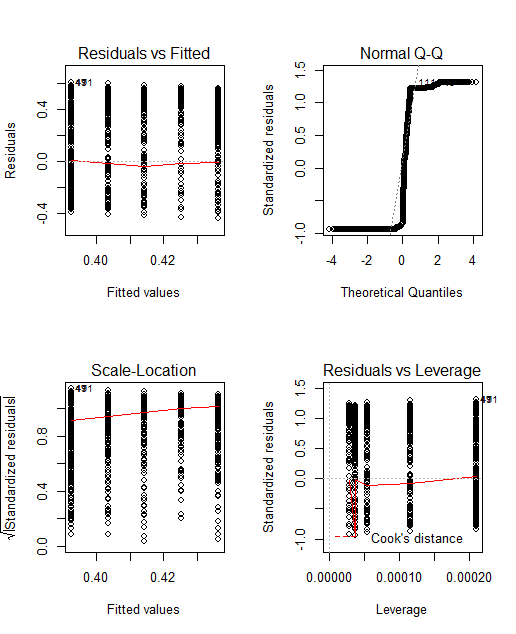 Residuals vs Fitted
Residuals
-0.4 0.0 0.4
491
0.40 0.42
Fitted values
Normal Q-Q
Standardized residuals
-1.0 0.0 0.5 1.0 1.5
111
-4 -2 0 2 4
Theoretical Quantiles
Scale-Location
√|Standardized residuals|
0.0 0.4 0.8
491
0.40 0.42
Fitted values
Residuals vs Leverage
Standardized residuals
-1.0 0.0 0.5 1.0 1.5
491
Cook's distance
0.00000 0.00010 0.00020
Leverage